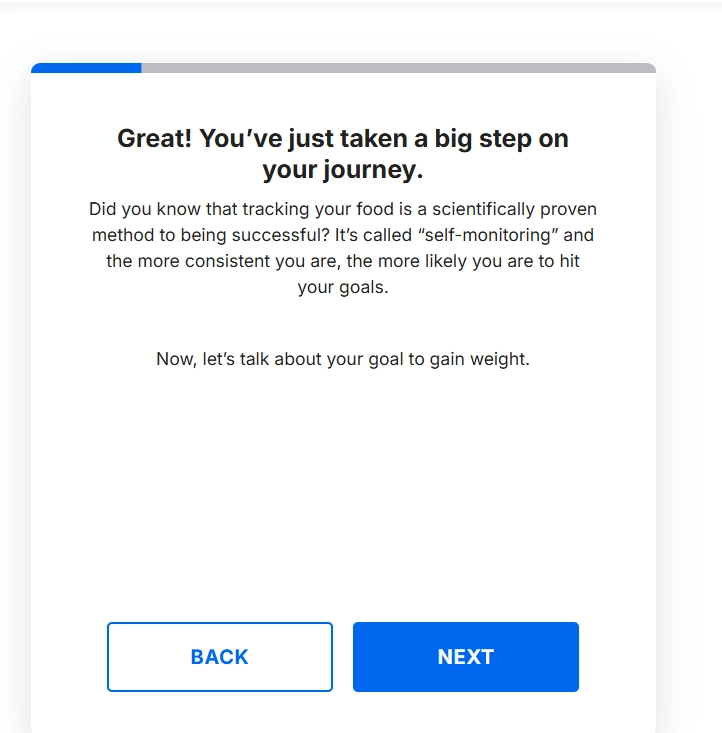 Great! You’ve just taken a big step on
your journey.
Did you know that tracking your food is a scientifically proven
method to being successful? It’s called “self-monitoring” and
the more consistent you are, the more likely you are to hit
your goals.
Now, let’s talk about your goal to gain weight.
BACK
NEXT